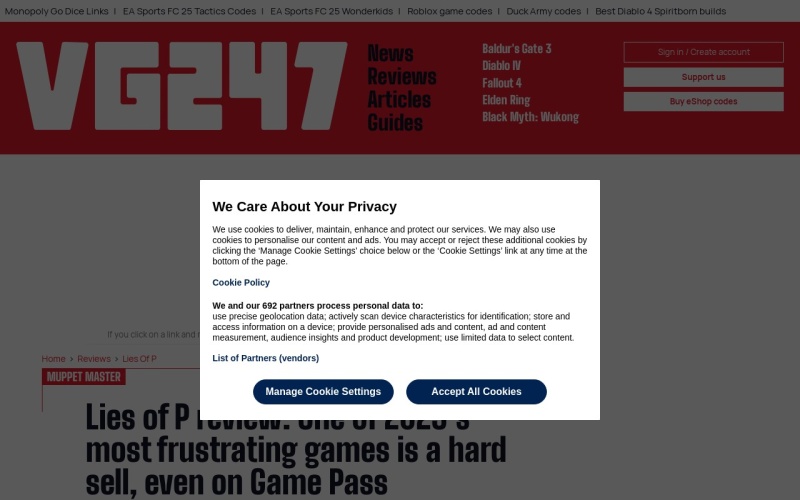 Monopoly Go Dice Links | EA Sports FC 25 Tactics Codes | EA Sports FC 25 Wonderkids | Roblox game codes | Duck Army codes | Best Diablo 4 Spiritborn builds
VG247
News
Reviews
Articles
Guides
Baldur's Gate 3
Diablo IV
Fallout 4
Elden Ring
Black Myth: Wukong
Sign in / Create account
Support us
Buy eShop codes
We Care About Your Privacy
We use cookies to deliver, maintain, enhance and protect our services. We may also use
cookies to personalise our content and ads. You may accept or reject these additional cookies by
clicking the ‘Manage Cookie Settings’ choice below or the ‘Cookie Settings’ link at any time at the
bottom of the page.
Cookie Policy
We and our 692 partners process personal data to:
use precise geolocation data; actively scan device characteristics for identification; store and
access information on a device; provide personalised ads and content, ad and content
measurement, audience insights and product development; use limited data to select content.
List of Partners (vendors)
Manage Cookie Settings
Accept All Cookies
If you click on a link and
Home > Reviews > Lies Of P
MUPPET MASTER
Lies of P review: One of 2023's
most frustrating games is a hard
sell, even on Game Pass